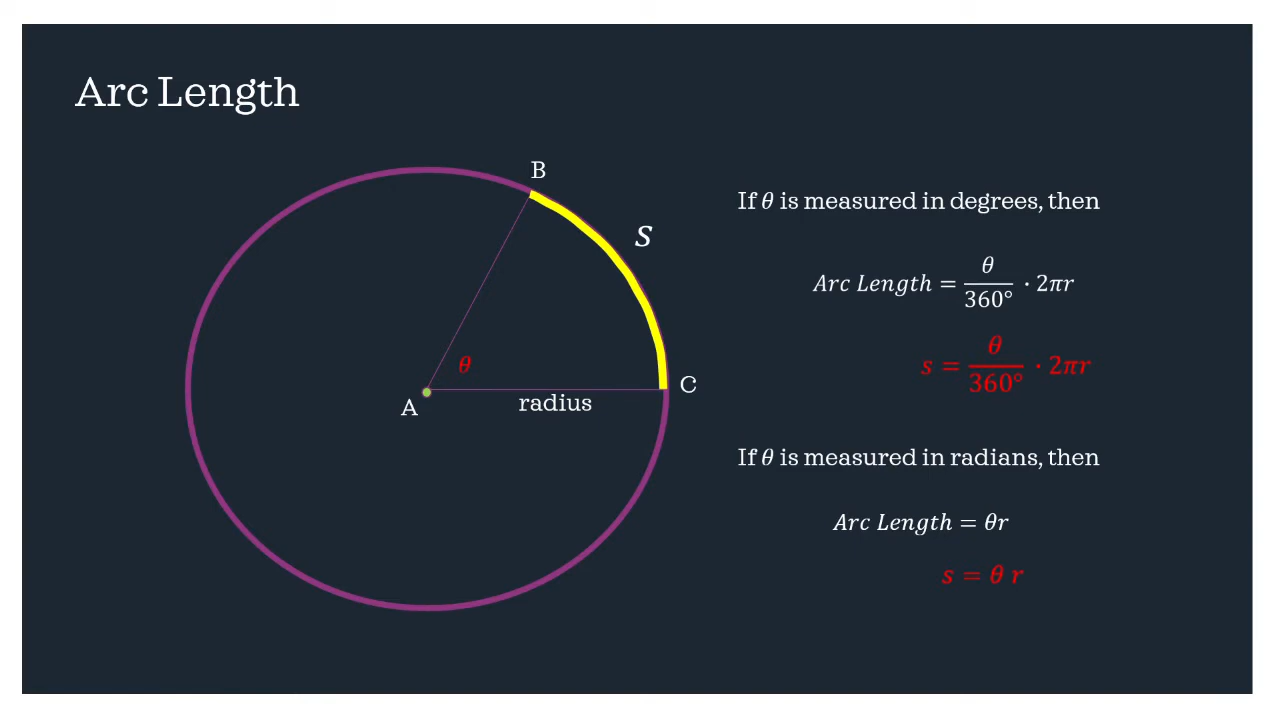 Arc Length
B
S
θ
A
radius
C
If θ is measured in degrees, then
Arc Length = θ/360° · 2πr
s = θ/360° · 2πr
If θ is measured in radians, then
Arc Length = θr
s = θ r